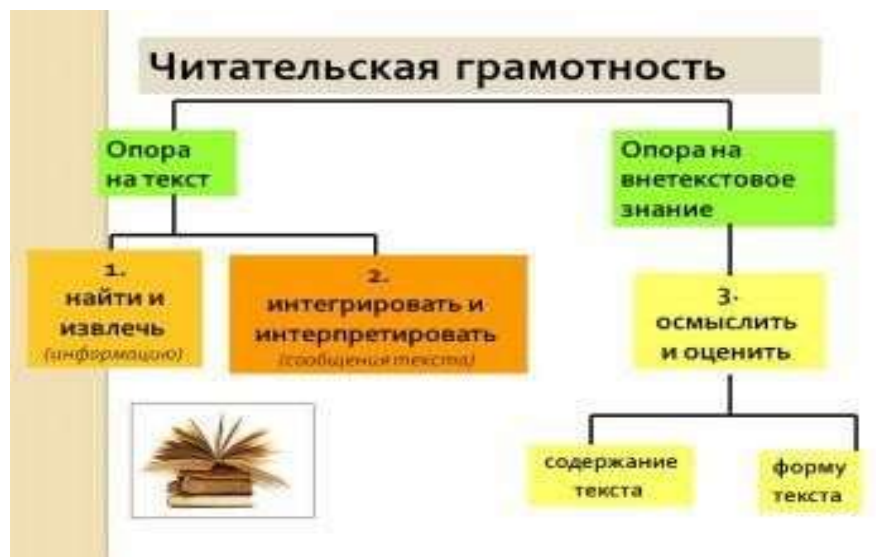 Читательская грамотность
Опора
на текст
Опора на
внетекстовое
знание
1.
найти и
извлечь
(информацию)
2.
интегрировать и
интерпретировать
(сообщения текста)
3.
осмыслить
и оценить
содержание
текста
форму
текста